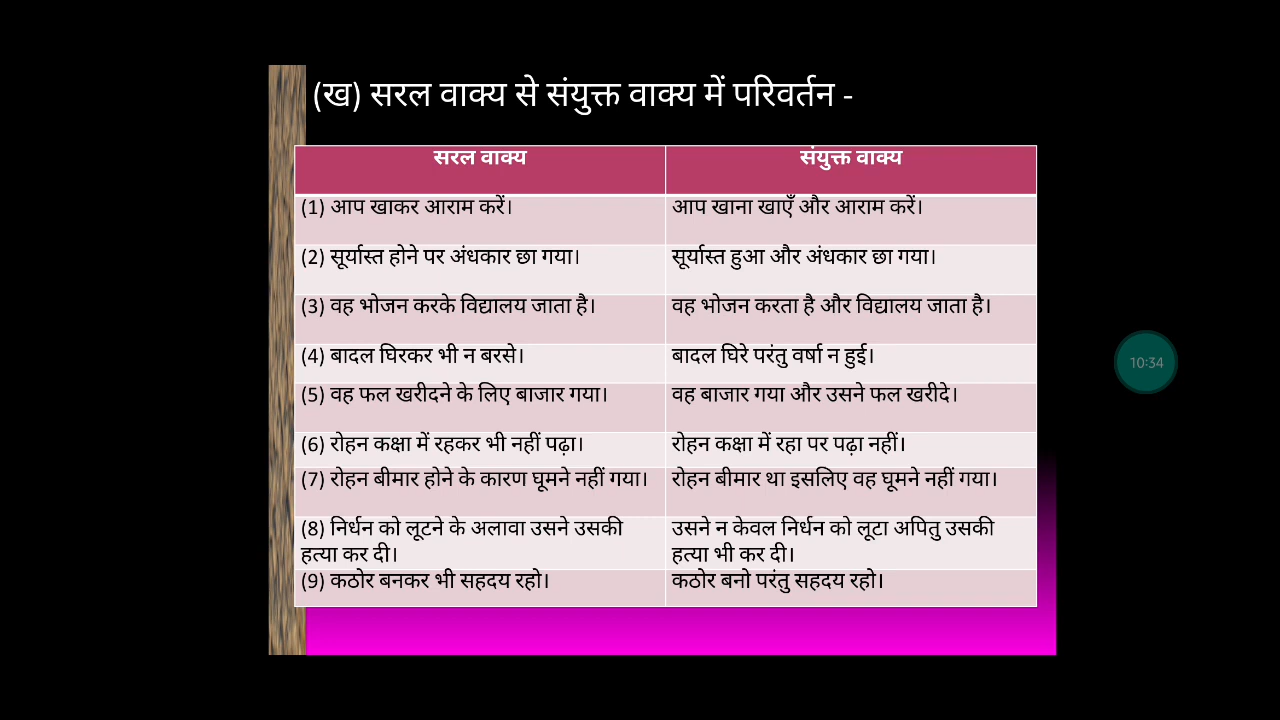 (ख) सरल वाक्य से संयुक्त वाक्य में परिवर्तन -
सरल वाक्य संयुक्त वाक्य
(1) आप खाकर आराम करें। आप खाना खाएँ और आराम करें।
(2) सूर्यास्त होने पर अंधकार छा गया। सूर्यास्त हुआ और अंधकार छा गया।
(3) वह भोजन करके विद्यालय जाता है। वह भोजन करता है और विद्यालय जाता है।
(4) बादल घिरकर भी न बरसे। बादल घिरे परंतु वर्षा न हुई।
(5) वह फल खरीदने के लिए बाजार गया। वह बाजार गया और उसने फल खरीदे।
(6) रोहन कक्षा में रहकर भी नहीं पढ़ा। रोहन कक्षा में रहा पर पढ़ा नहीं।
(7) रोहन बीमार होने के कारण घूमने नहीं गया। रोहन बीमार था इसलिए वह घूमने नहीं गया।
(8) निर्धन को लूटने के अलावा उसने उसकी उसने न केवल निर्धन को लूटा अपितु उसकी
हत्या कर दी। हत्या भी कर दी।
(9) कठोर बनकर भी सहदय रहो। कठोर बनो परंतु सहदय रहो।
10:34